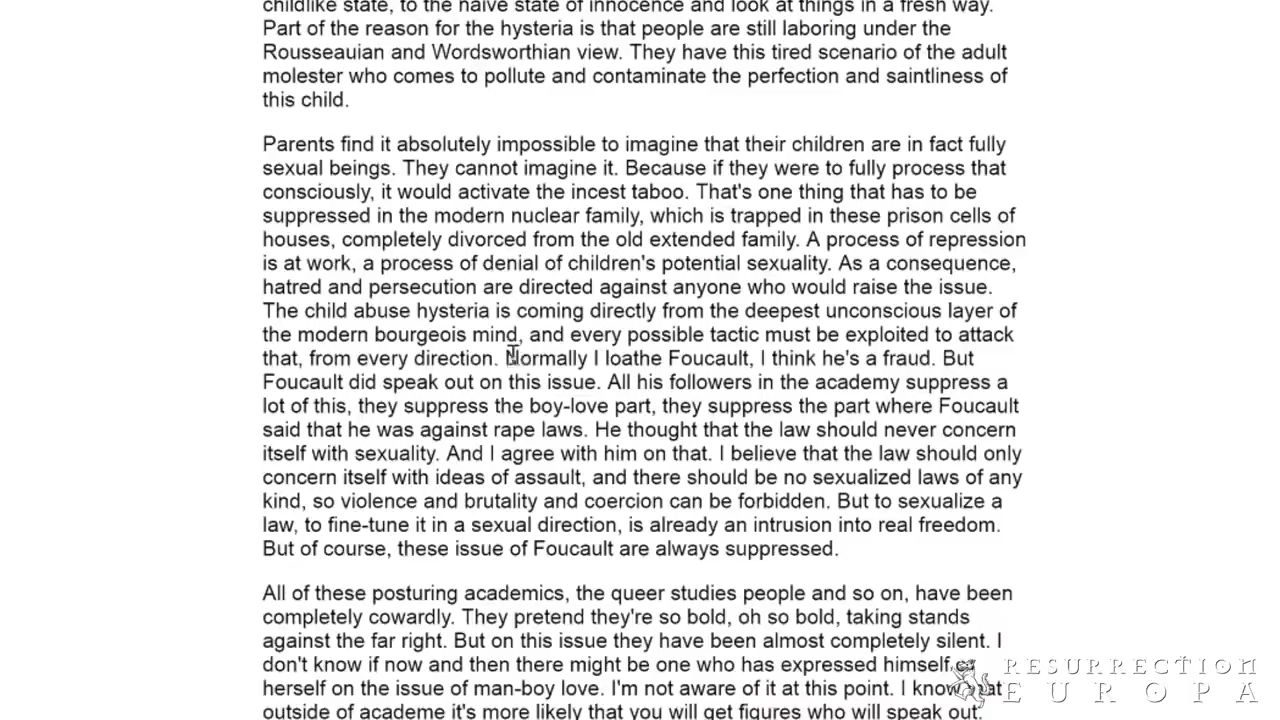 childlike state, to the naive state of innocence and look at things in a fresh way.
Part of the reason for the hysteria is that people are still laboring under the
Rousseauian and Wordsworthian view. They have this tired scenario of the adult
molester who comes to pollute and contaminate the perfection and saintliness of
this child.
Parents find it absolutely impossible to imagine that their children are in fact fully
sexual beings. They cannot imagine it. Because if they were to fully process that
consciously, it would activate the incest taboo. That's one thing that has to be
suppressed in the modern nuclear family, which is trapped in these prison cells of
houses, completely divorced from the old extended family. A process of repression
is at work, a process of denial of children's potential sexuality. As a consequence,
hatred and persecution are directed against anyone who would raise the issue.
The child abuse hysteria is coming directly from the deepest unconscious layer of
the modern bourgeois mind, and every possible tactic must be exploited to attack
that, from every direction. Normally I loathe Foucault, I think he's a fraud. But
Foucault did speak out on this issue. All his followers in the academy suppress a
lot of this, they suppress the boy-love part, they suppress the part where Foucault
said that he was against rape laws. He thought that the law should never concern
itself with sexuality. And I agree with him on that. I believe that the law should only
concern itself with ideas of assault, and there should be no sexualized laws of any
kind, so violence and brutality and coercion can be forbidden. But to sexualize a
law, to fine-tune it in a sexual direction, is already an intrusion into real freedom.
But of course, these issue of Foucault are always suppressed.
All of these posturing academics, the queer studies people and so on, have been
completely cowardly. They pretend they're so bold, oh so bold, taking stands
against the far right. But on this issue they have been almost completely silent. I
don't know if now and then there might be one who has expressed himself or
herself on the issue of man-boy love. I'm not aware of it at this point. I know that
outside of academe it's more likely that you will get figures who will speak out.
RESURRECTION
EUROPA